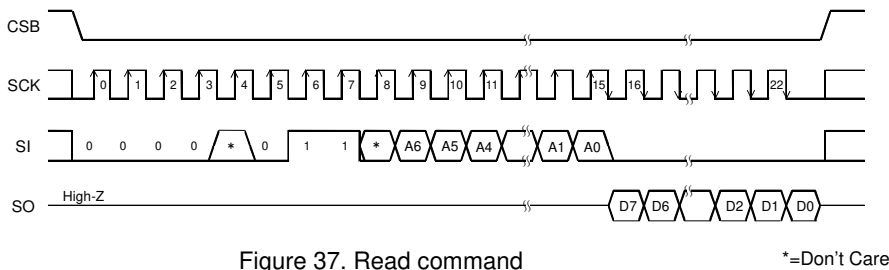 CSB
SCK 0 1 2 3 4 5 6 7 8 9 10 11 15 16 22
SI 0 0 0 0 * 0 1 1 * A6 A5 A4 A1 A0
High-Z
SO D7 D6 D2 D1 D0
Figure 37. Read command
*=Don't Care